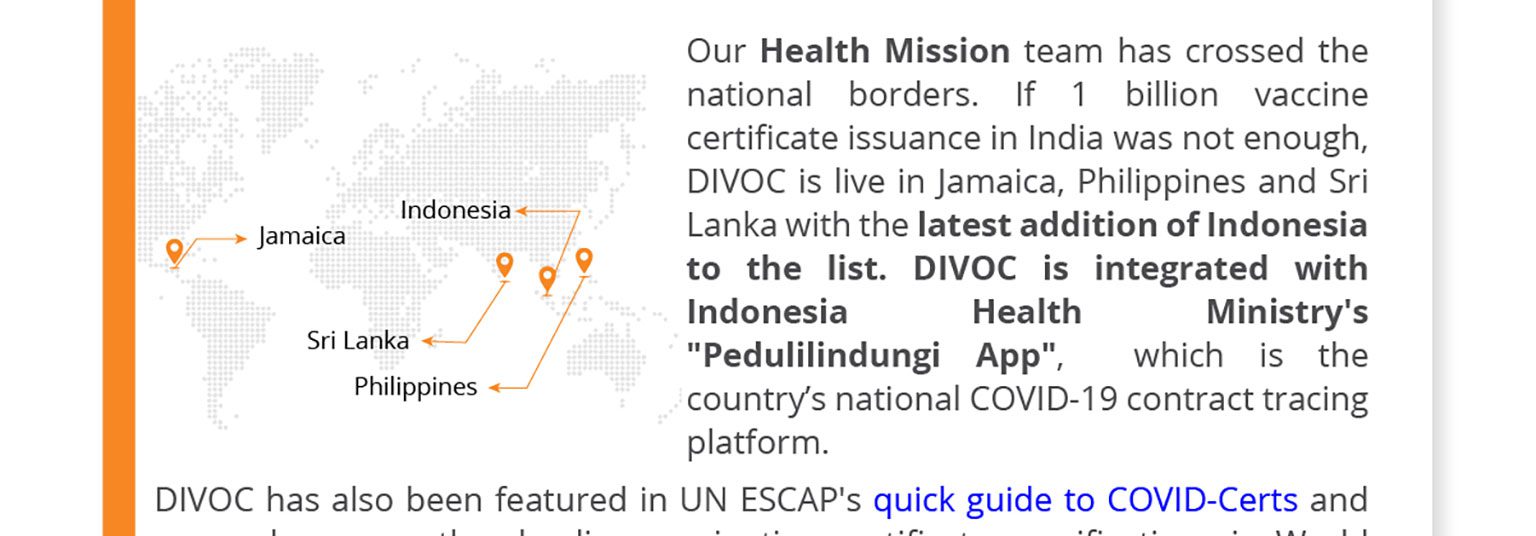 Our Health Mission team has crossed the
national borders. If 1 billion vaccine
certificate issuance in India was not enough,
DIVOC is live in Jamaica, Philippines and Sri
Lanka with the latest addition of Indonesia
to the list. DIVOC is integrated with
Indonesia Health Ministry's
"Pedulilindungi App", which is the
country’s national COVID-19 contract tracing
platform.
Indonesia
Jamaica
Sri Lanka
Philippines
DIVOC has also been featured in UN ESCAP's quick guide to COVID-Certs and